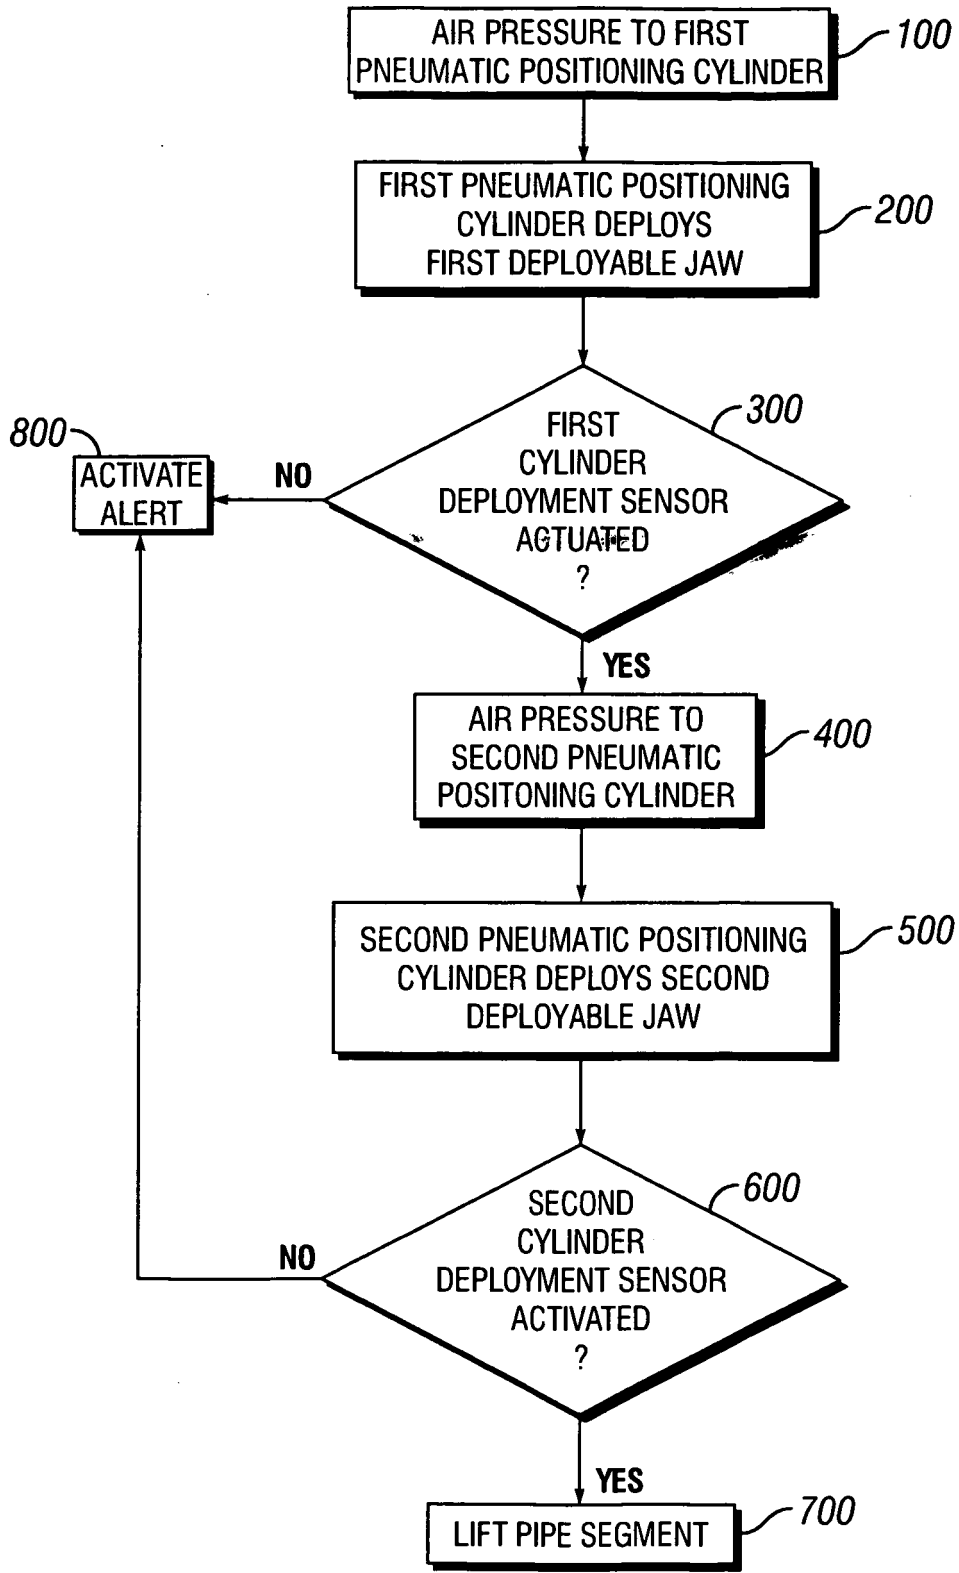 AIR PRESSURE TO FIRST
PNEUMATIC POSITIONING CYLINDER
100
FIRST PNEUMATIC POSITIONING
CYLINDER DEPLOYS
FIRST DEPLOYABLE JAW
200
FIRST
CYLINDER
DEPLOYMENT SENSOR
ACTUATED
?
300
NO
800
ACTIVATE
ALERT
YES
AIR PRESSURE TO
SECOND PNEUMATIC
POSITONING CYLINDER
400
SECOND PNEUMATIC POSITIONING
CYLINDER DEPLOYS SECOND
DEPLOYABLE JAW
500
SECOND
CYLINDER
DEPLOYMENT SENSOR
ACTIVATED
?
600
NO
YES
LIFT PIPE SEGMENT
700